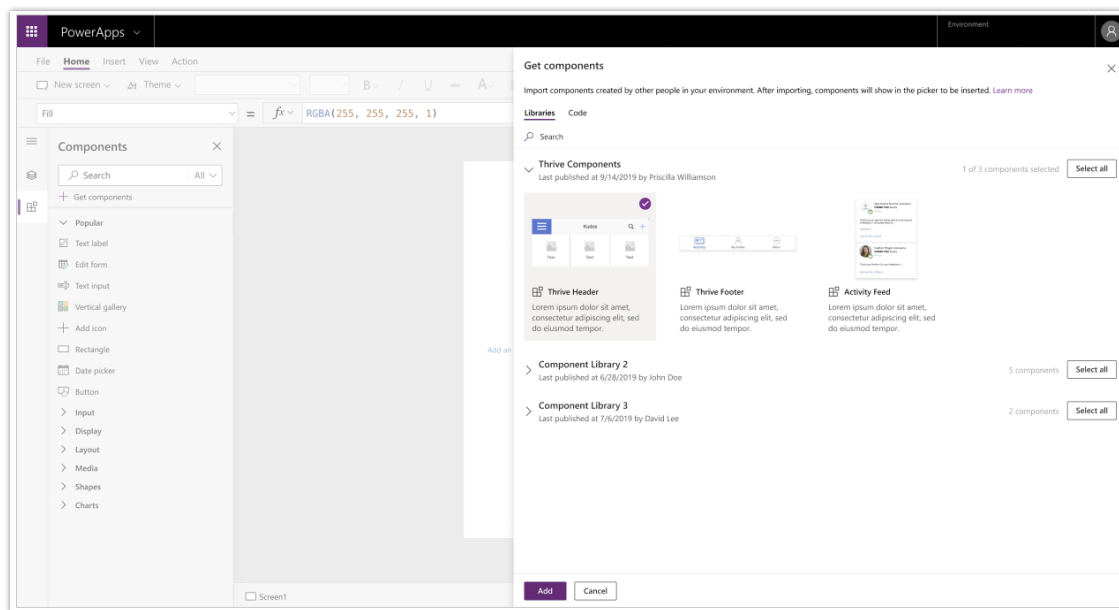 PowerApps
Environment
File Home Insert View Action
New screen Theme B / U abc A
Fill = fx RGBA(255, 255, 255, 1)
Components
Search All
Get components
Popular
Text label
Edit form
Text input
Vertical gallery
Add icon
Rectangle
Date picker
Button
Input
Display
Layout
Media
Shapes
Charts
Add an
Screen1
Get components
Import components created by other people in your environment. After importing, components will show in the picker to be inserted. Learn more
Libraries Code
Search
Thrive Components
Last published at 9/14/2019 by Priscilla Williamson
1 of 3 components selected Select all
Kudos
Text Text Text
Thrive Header
Lorem ipsum dolor sit amet,
consectetur adipiscing elit, sed
do eiusmod tempor.
Activity
Thrive Footer
Lorem ipsum dolor sit amet,
consectetur adipiscing elit, sed
do eiusmod tempor.
Activity Feed
Lorem ipsum dolor sit amet,
consectetur adipiscing elit, sed
do eiusmod tempor.
Component Library 2
Last published at 6/28/2019 by John Doe
5 components Select all
Component Library 3
Last published at 7/6/2019 by David Lee
2 components Select all
Add Cancel